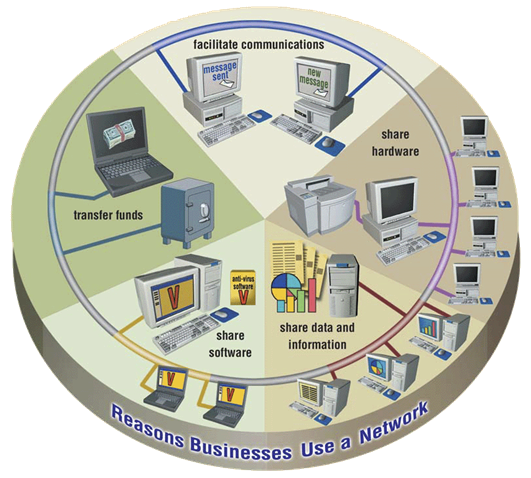 facilitate communications
message
sent
new
message
share
hardware
transfer funds
anti-virus
software
V
V
share
software
share data and
information
V
V
Reasons Businesses Use a Network